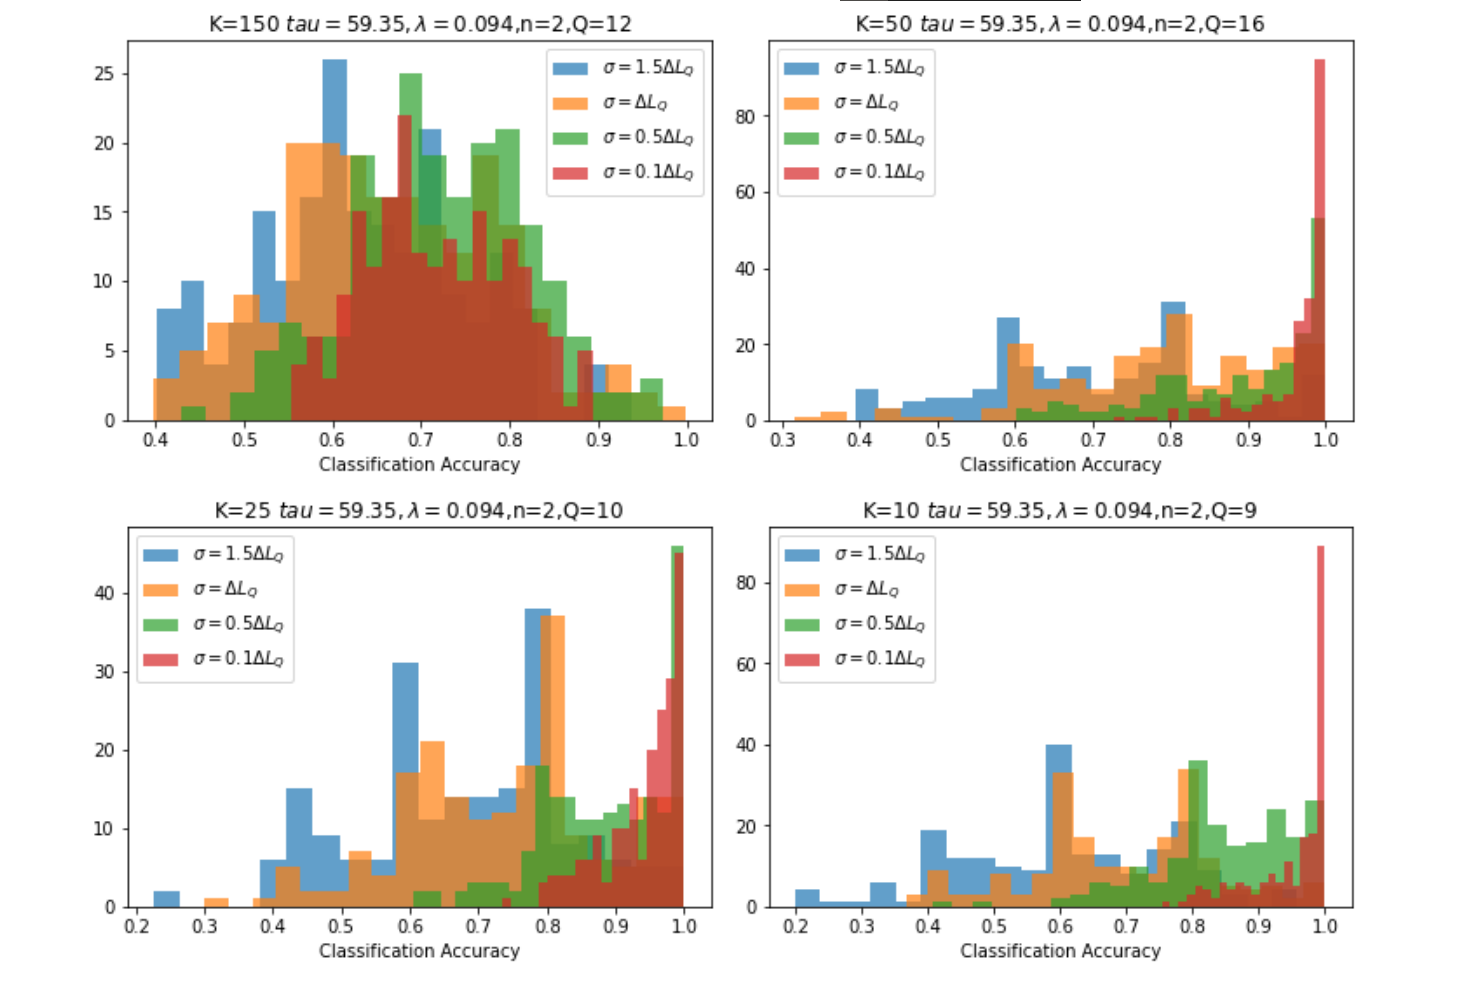 K=150 tau = 59.35, λ = 0.094,n=2,Q=12
σ = 1.5ΔL_Q
σ = ΔL_Q
σ = 0.5ΔL_Q
σ = 0.1ΔL_Q
25
20
15
10
5
0
0.4 0.5 0.6 0.7 0.8 0.9 1.0
Classification Accuracy
K=50 tau = 59.35, λ = 0.094,n=2,Q=16
σ = 1.5ΔL_Q
σ = ΔL_Q
σ = 0.5ΔL_Q
σ = 0.1ΔL_Q
80
60
40
20
0
0.3 0.4 0.5 0.6 0.7 0.8 0.9 1.0
Classification Accuracy
K=25 tau = 59.35, λ = 0.094,n=2,Q=10
σ = 1.5ΔL_Q
σ = ΔL_Q
σ = 0.5ΔL_Q
σ = 0.1ΔL_Q
40
30
20
10
0
0.2 0.3 0.4 0.5 0.6 0.7 0.8 0.9 1.0
Classification Accuracy
K=10 tau = 59.35, λ = 0.094,n=2,Q=9
σ = 1.5ΔL_Q
σ = ΔL_Q
σ = 0.5ΔL_Q
σ = 0.1ΔL_Q
80
60
40
20
0
0.2 0.3 0.4 0.5 0.6 0.7 0.8 0.9 1.0
Classification Accuracy